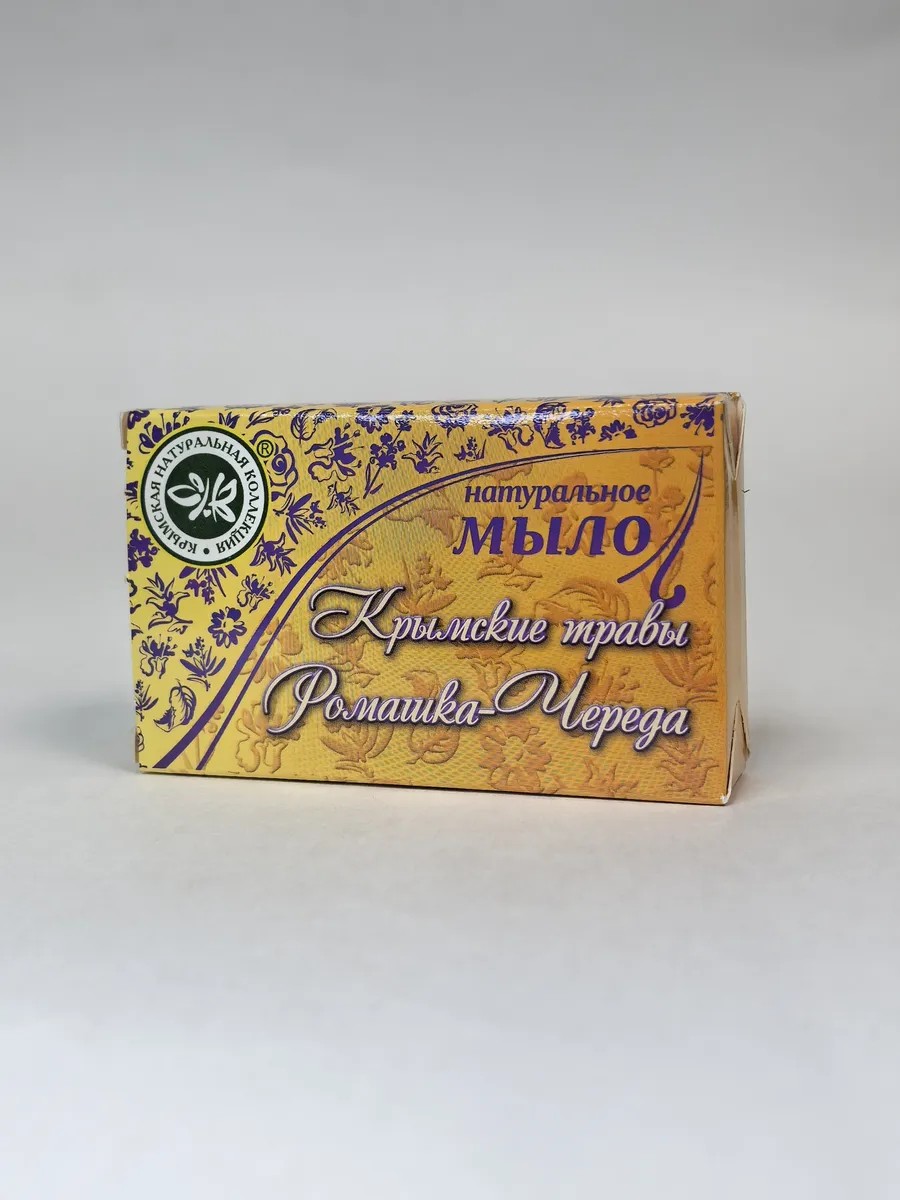 КРЫМСКАЯ НАТУРАЛЬНАЯ КОЛЛЕКЦИЯ •
®
натуральное
мыло
Крымские травы
Ромашка-Череда